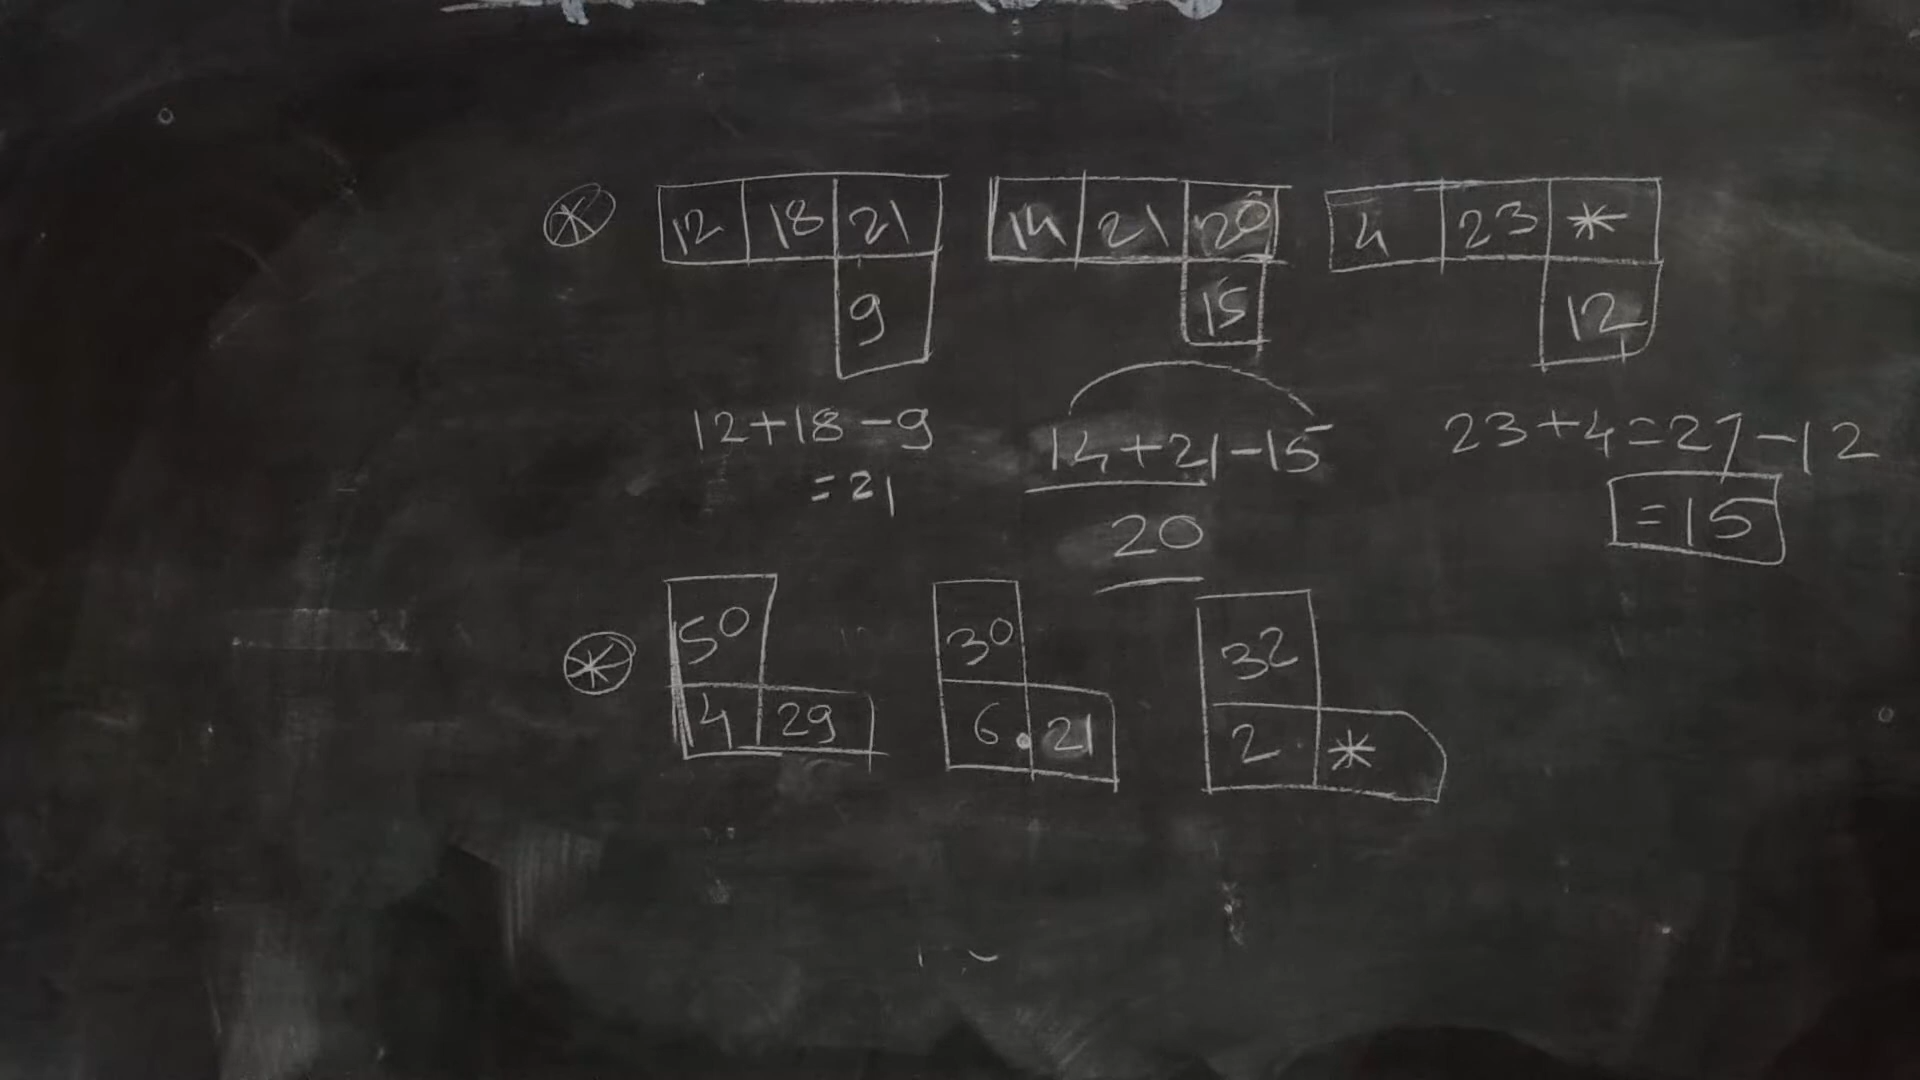 12 18 21 14 21 20 4 23 *
9 15 12
12+18-9 14+21-15 23+4=27-12
=21 20 =15
50 30 32
4 29 6 21 2 *